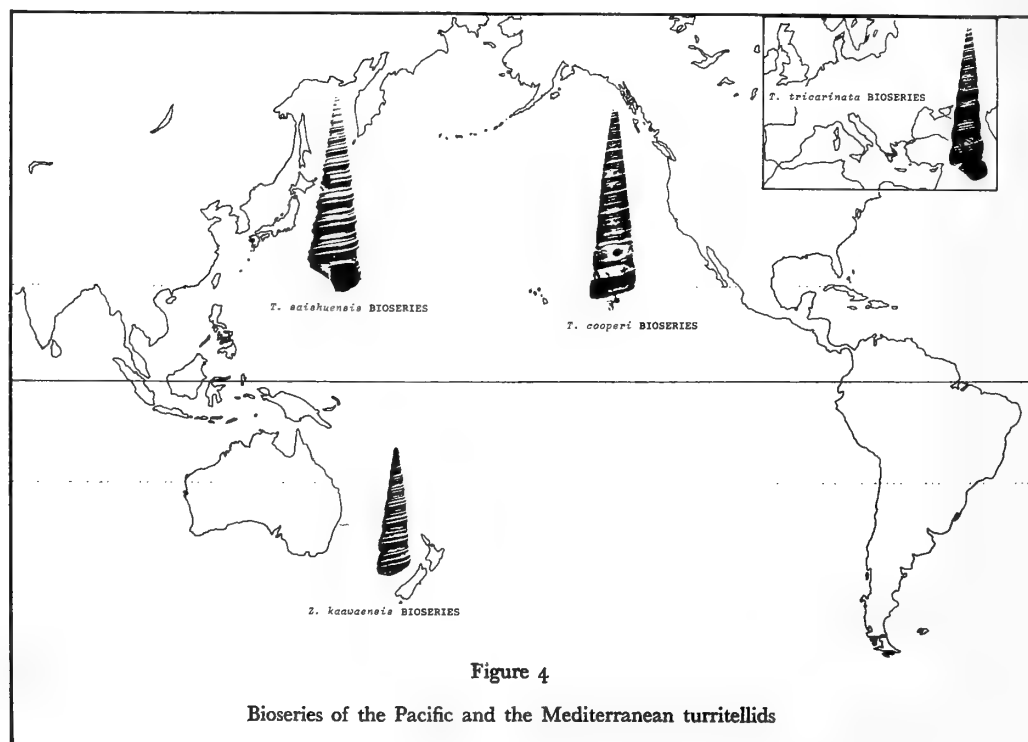 T. tricarinata BIOSERIES
T. saishuensis BIOSERIES
T. cooperi BIOSERIES
Z. kaawaensis BIOSERIES
Figure 4
Bioseries of the Pacific and the Mediterranean turritellids